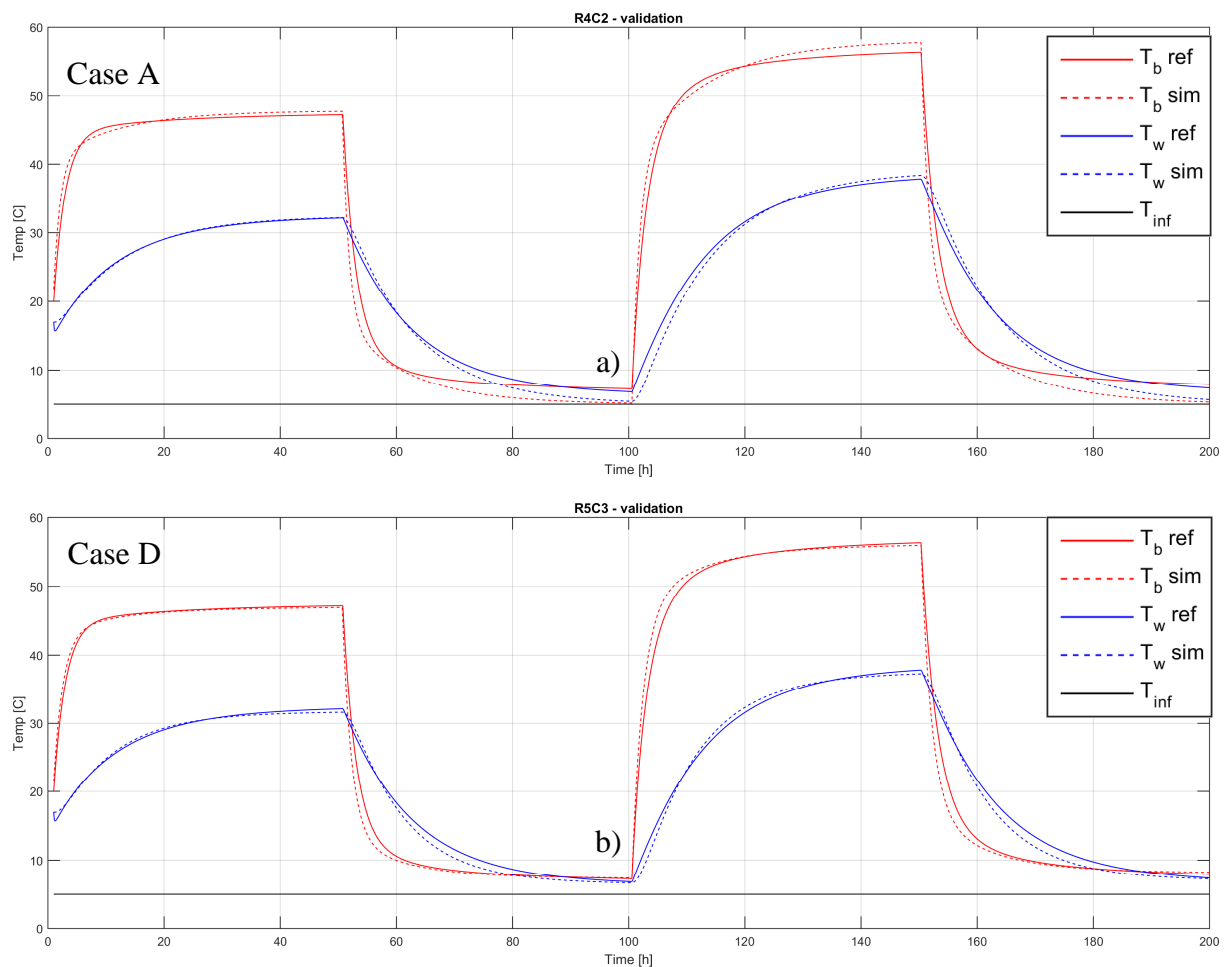 R4C2 - validation
Case A
Temp [C]
60
50
40
30
20
10
0
a)
T_b ref
T_b sim
T_w ref
T_w sim
T_inf
0 20 40 60 80 100 120 140 160 180 200
Time [h]
R5C3 - validation
Case D
Temp [C]
60
50
40
30
20
10
0
b)
T_b ref
T_b sim
T_w ref
T_w sim
T_inf
0 20 40 60 80 100 120 140 160 180 200
Time [h]